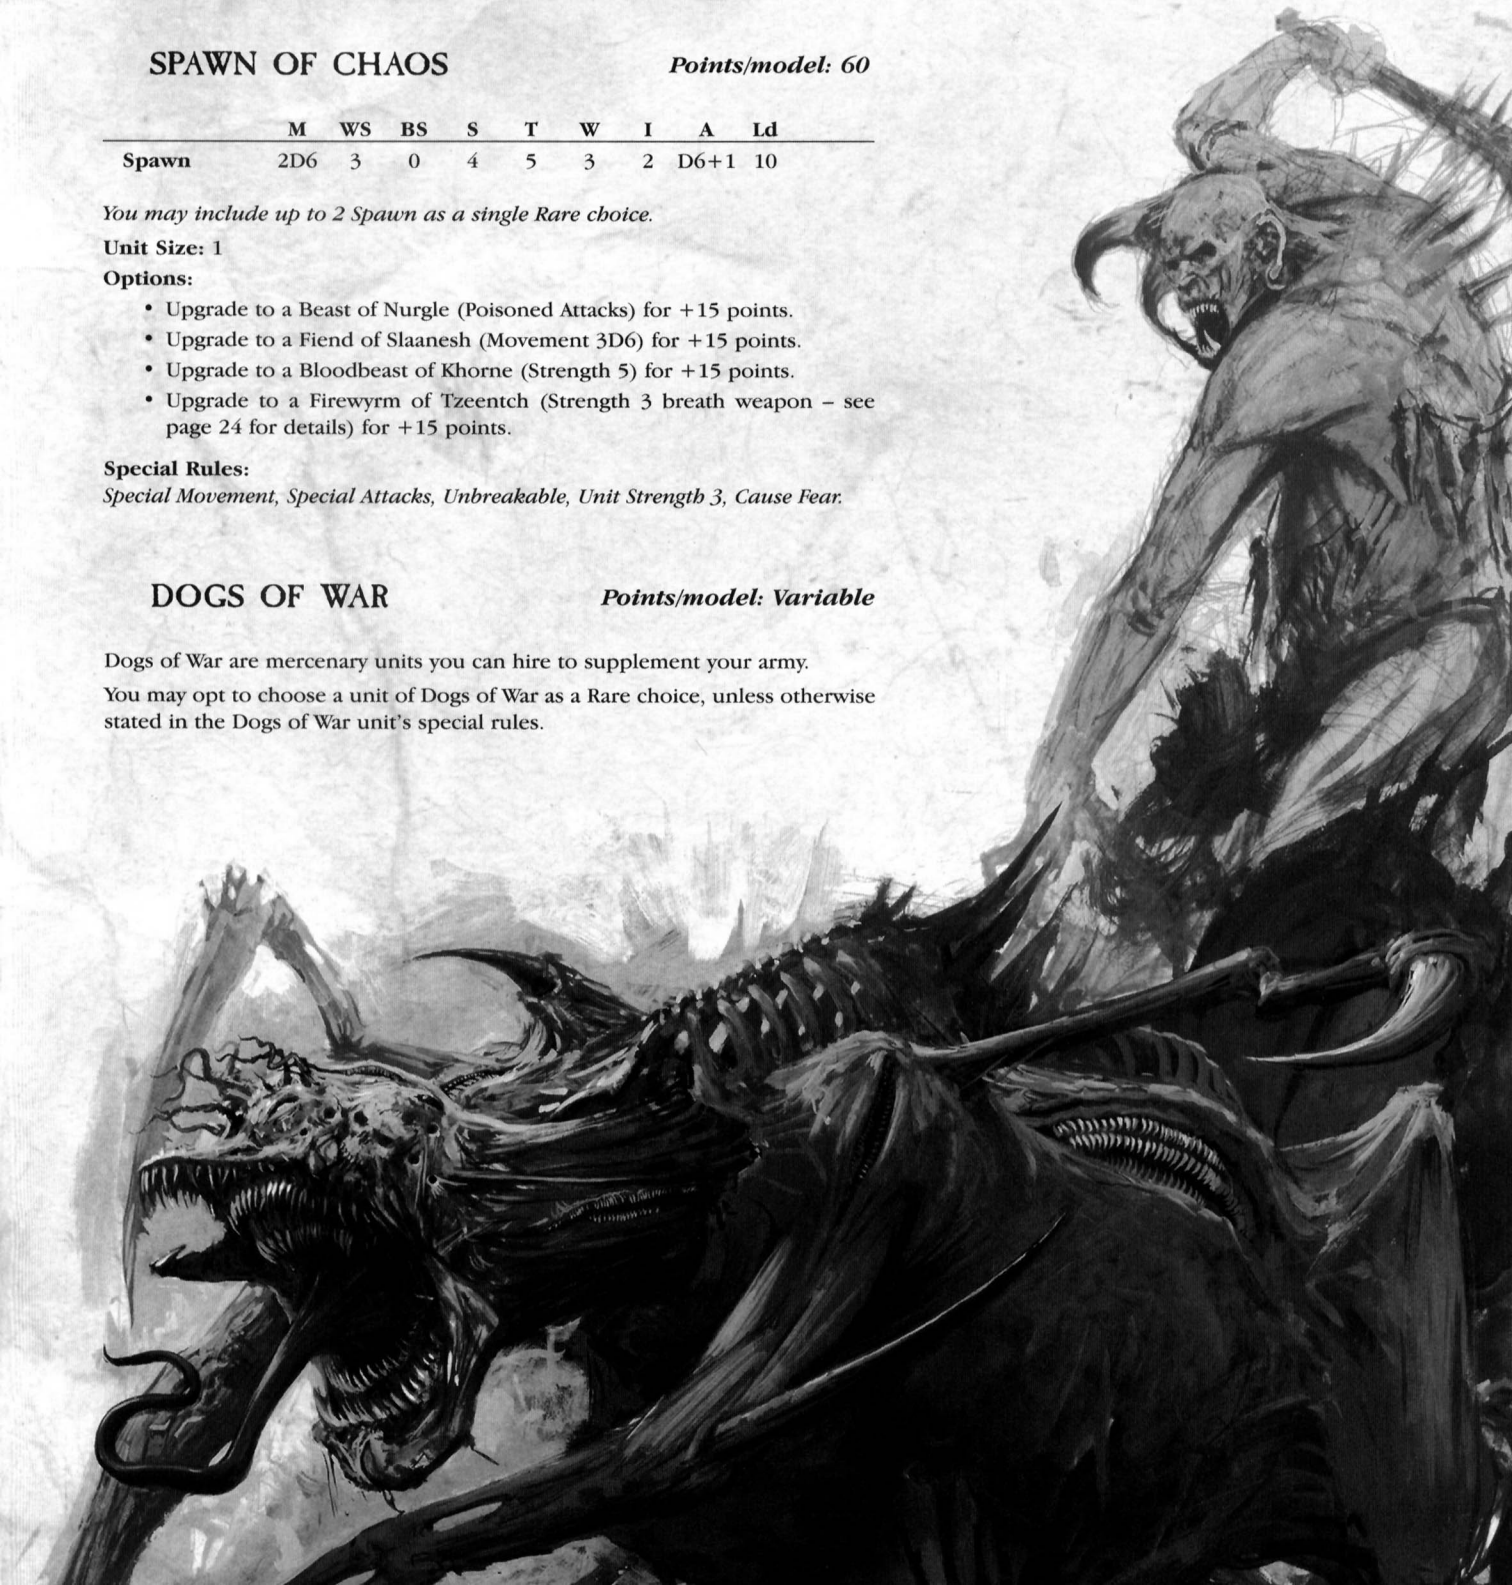 SPAWN OF CHAOS Points/model: 60
M WS BS S T W I A Ld
Spawn 2D6 3 0 4 5 3 2 D6+1 10
You may include up to 2 Spawn as a single Rare choice.
Unit Size: 1
Options:
• Upgrade to a Beast of Nurgle (Poisoned Attacks) for +15 points.
• Upgrade to a Fiend of Slaanesh (Movement 3D6) for +15 points.
• Upgrade to a Bloodbeast of Khorne (Strength 5) for +15 points.
• Upgrade to a Firewyrm of Tzeentch (Strength 3 breath weapon – see
page 24 for details) for +15 points.
Special Rules:
Special Movement, Special Attacks, Unbreakable, Unit Strength 3, Cause Fear.
DOGS OF WAR Points/model: Variable
Dogs of War are mercenary units you can hire to supplement your army.
You may opt to choose a unit of Dogs of War as a Rare choice, unless otherwise
stated in the Dogs of War unit's special rules.